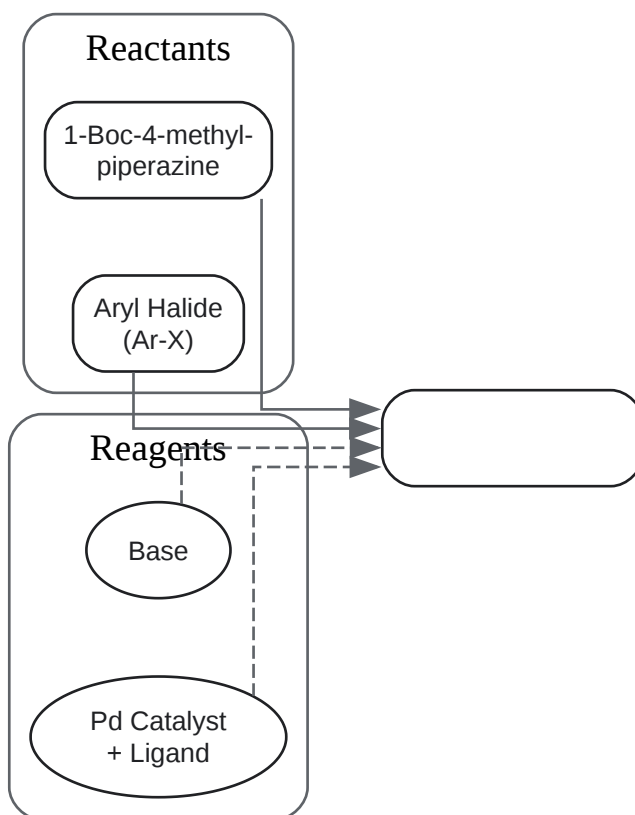 Reactants
1-Boc-4-methyl-
piperazine
Aryl Halide
(Ar-X)
Reagents
Base
Pd Catalyst
+ Ligand